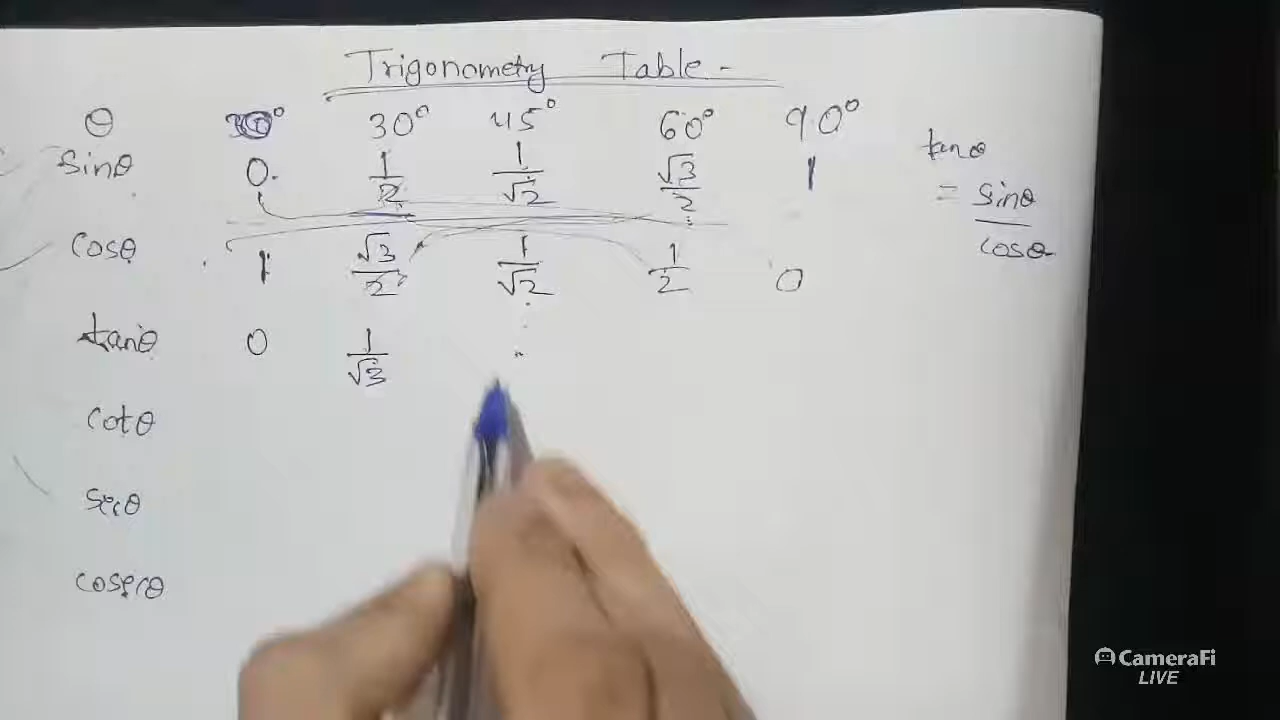 Trigonometry Table -
θ 0° 30° 45° 60° 90°
sinθ 0 1/2 1/√2 √3/2 1
cosθ 1 √3/2 1/√2 1/2 0
tanθ 0 1/√3
cotθ
secθ
cosecθ
tanθ
= sinθ/cosθ
CameraFi
LIVE